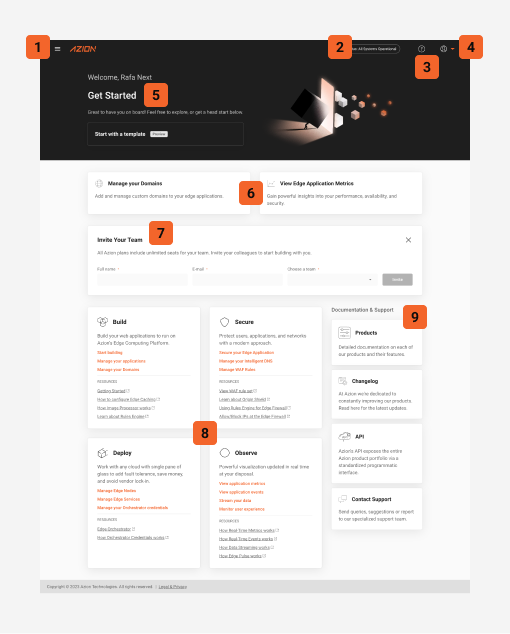 1
2
3
4
AZION
All Systems Operational
Welcome, Rafa Next
Get Started
5
Great to have you on board! Feel free to explore, or get a head start below.
Start with a template
Preview
Manage your Domains
Add and manage custom domains to your edge applications.
6
View Edge Application Metrics
Gain powerful insights into your performance, availability, and
security.
Invite Your Team
7
All Azion plans include unlimited seats for your team. Invite your colleagues to start building with you.
Full name *
E-mail *
Choose a team *
Invite
Build
Build your web applications to run on
Azion's Edge Computing Platform.
Start building
Manage your applications
Manage your Domains
RESOURCES
Getting Started
How to configure Edge Caching
How Image Processor works
Learn about Rules Engine
Secure
Protect users, applications, and networks
with a modern approach.
Secure your Edge Application
Manage your Intelligent DNS
Manage WAF Rules
RESOURCES
View WAF rule set
Learn about Origin Shield
Using Rules Engine for Edge Firewall
Allow/Block IPs at the Edge Firewall
8
Deploy
Work with any cloud with single pane of
glass to add fault tolerance, save money,
and avoid vendor lock-in.
Manage Edge Nodes
Manage Edge Services
Manage your Orchestrator credentials
RESOURCES
Edge Orchestrator
How Orchestrator Credentials works
Observe
Powerful visualization updated in real time
at your disposal.
View application metrics
View application events
Stream your data
Monitor user experience
RESOURCES
How Real-Time Metrics works
How Real-Time Events works
How Data Streaming works
How Edge Pulse works
Documentation & Support
9
Products
Detailed documentation on each of
our products and their features.
Changelog
At Azion we're dedicated to
constantly improving our products.
Read here for the latest updates.
API
Azion's API exposes the entire
Azion product portfolio via a
standardized programmatic
interface.
Contact Support
Send queries, suggestions or report
to our specialized support team.
Copyright © 2023 Azion Technologies. All rights reserved. | Legal & Privacy